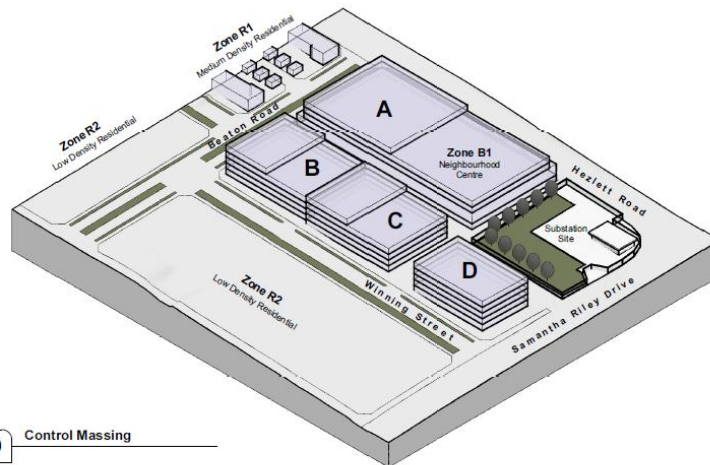 Zone R1
Medium Density Residential
Zone R2
Low Density Residential
Beaton Road
A
B
Zone B1
Neighbourhood
Centre
C
Hezlett Road
Substation
Site
D
Zone R2
Low Density Residential
Winning Street
Samantha Riley Drive
Control Massing